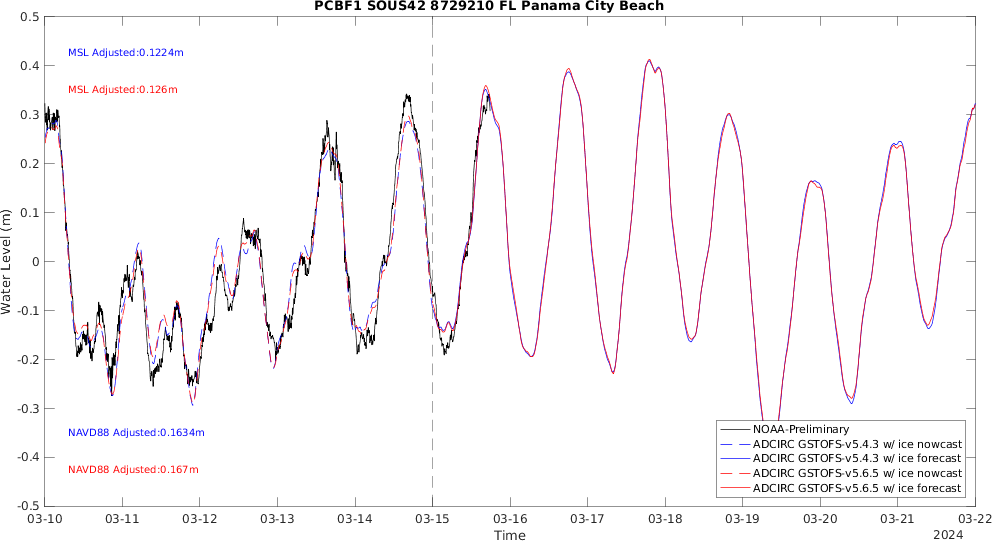 PCBF1 SOUS42 8729210 FL Panama City Beach
0.5
0.4
0.3
0.2
0.1
0
-0.1
-0.2
-0.3
-0.4
-0.5
Water Level (m)
MSL Adjusted:0.1224m
MSL Adjusted:0.126m
NAVD88 Adjusted:0.1634m
NAVD88 Adjusted:0.167m
NOAA-Preliminary
ADCIRC GSTOFS-v5.4.3 w/ ice nowcast
ADCIRC GSTOFS-v5.4.3 w/ ice forecast
ADCIRC GSTOFS-v5.6.5 w/ ice nowcast
ADCIRC GSTOFS-v5.6.5 w/ ice forecast
03-10 03-11 03-12 03-13 03-14 03-15 03-16 03-17 03-18 03-19 03-20 03-21 03-22
Time
2024